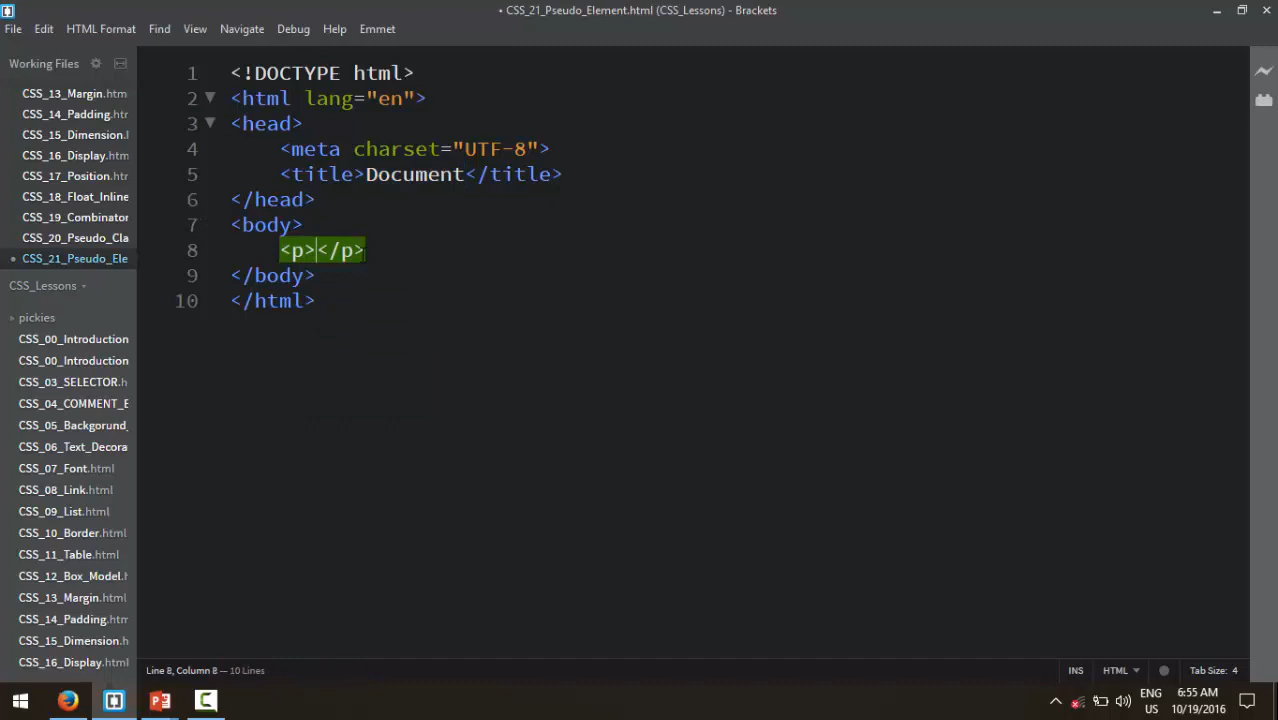 • CSS_21_Pseudo_Element.html (CSS_Lessons) - Brackets
File Edit View Navigate Debug Help Emmet
HTML Format Find
Working Files
CSS_13_Margin.htm
CSS_14_Padding.htr
CSS_15_Dimension.l
CSS_16_Display.htm
CSS_17_Position.htm
CSS_18_Float_Inline
CSS_19_Combinator
CSS_20_Pseudo_Cla
• CSS_21_Pseudo_Ele
CSS_Lessons
pickies
CSS_00_Introduction
CSS_00_Introduction
CSS_03_SELECTOR.h
CSS_04_COMMENT_E
CSS_05_Backgorund_
CSS_06_Text_Decora
CSS_07_Font.html
CSS_08_Link.html
CSS_09_List.html
CSS_10_Border.html
CSS_11_Table.html
CSS_12_Box_Model.h
CSS_13_Margin.html
CSS_14_Padding.htm
CSS_15_Dimension.h
CSS_16_Display.html
1 <!DOCTYPE html>
2 <html lang="en">
3 <head>
4 <meta charset="UTF-8">
5 <title>Document</title>
6 </head>
7 <body>
8 <p></p>
9 </body>
10 </html>
Line 8, Column 8 — 10 Lines
INS HTML Tab Size: 4
ENG 6:55 AM
US 10/19/2016